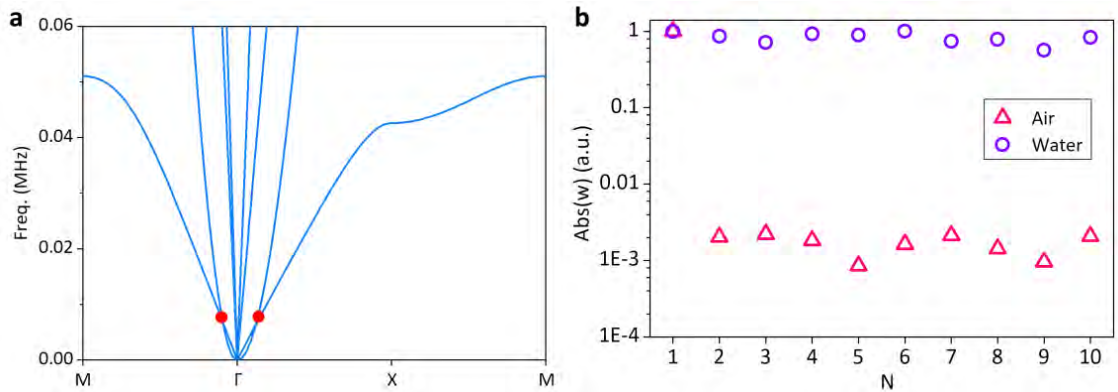 a
0.06
0.04
0.02
0.00
Freq. (MHz)
M Γ X M
b
1
0.1
0.01
1E-3
1E-4
Abs(w) (a.u.)
Air
Water
1 2 3 4 5 6 7 8 9 10
N